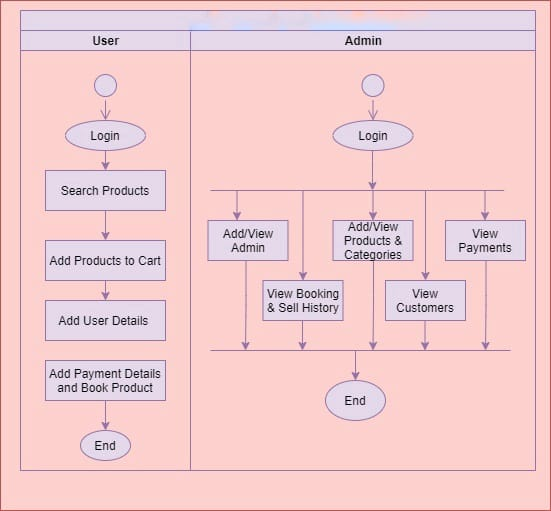 User
Admin
Login
Search Products
Add Products to Cart
Add User Details
Add Payment Details
and Book Product
End
Login
Add/View
Admin
Add/View
Products &
Categories
View
Payments
View Booking
& Sell History
View
Customers
End